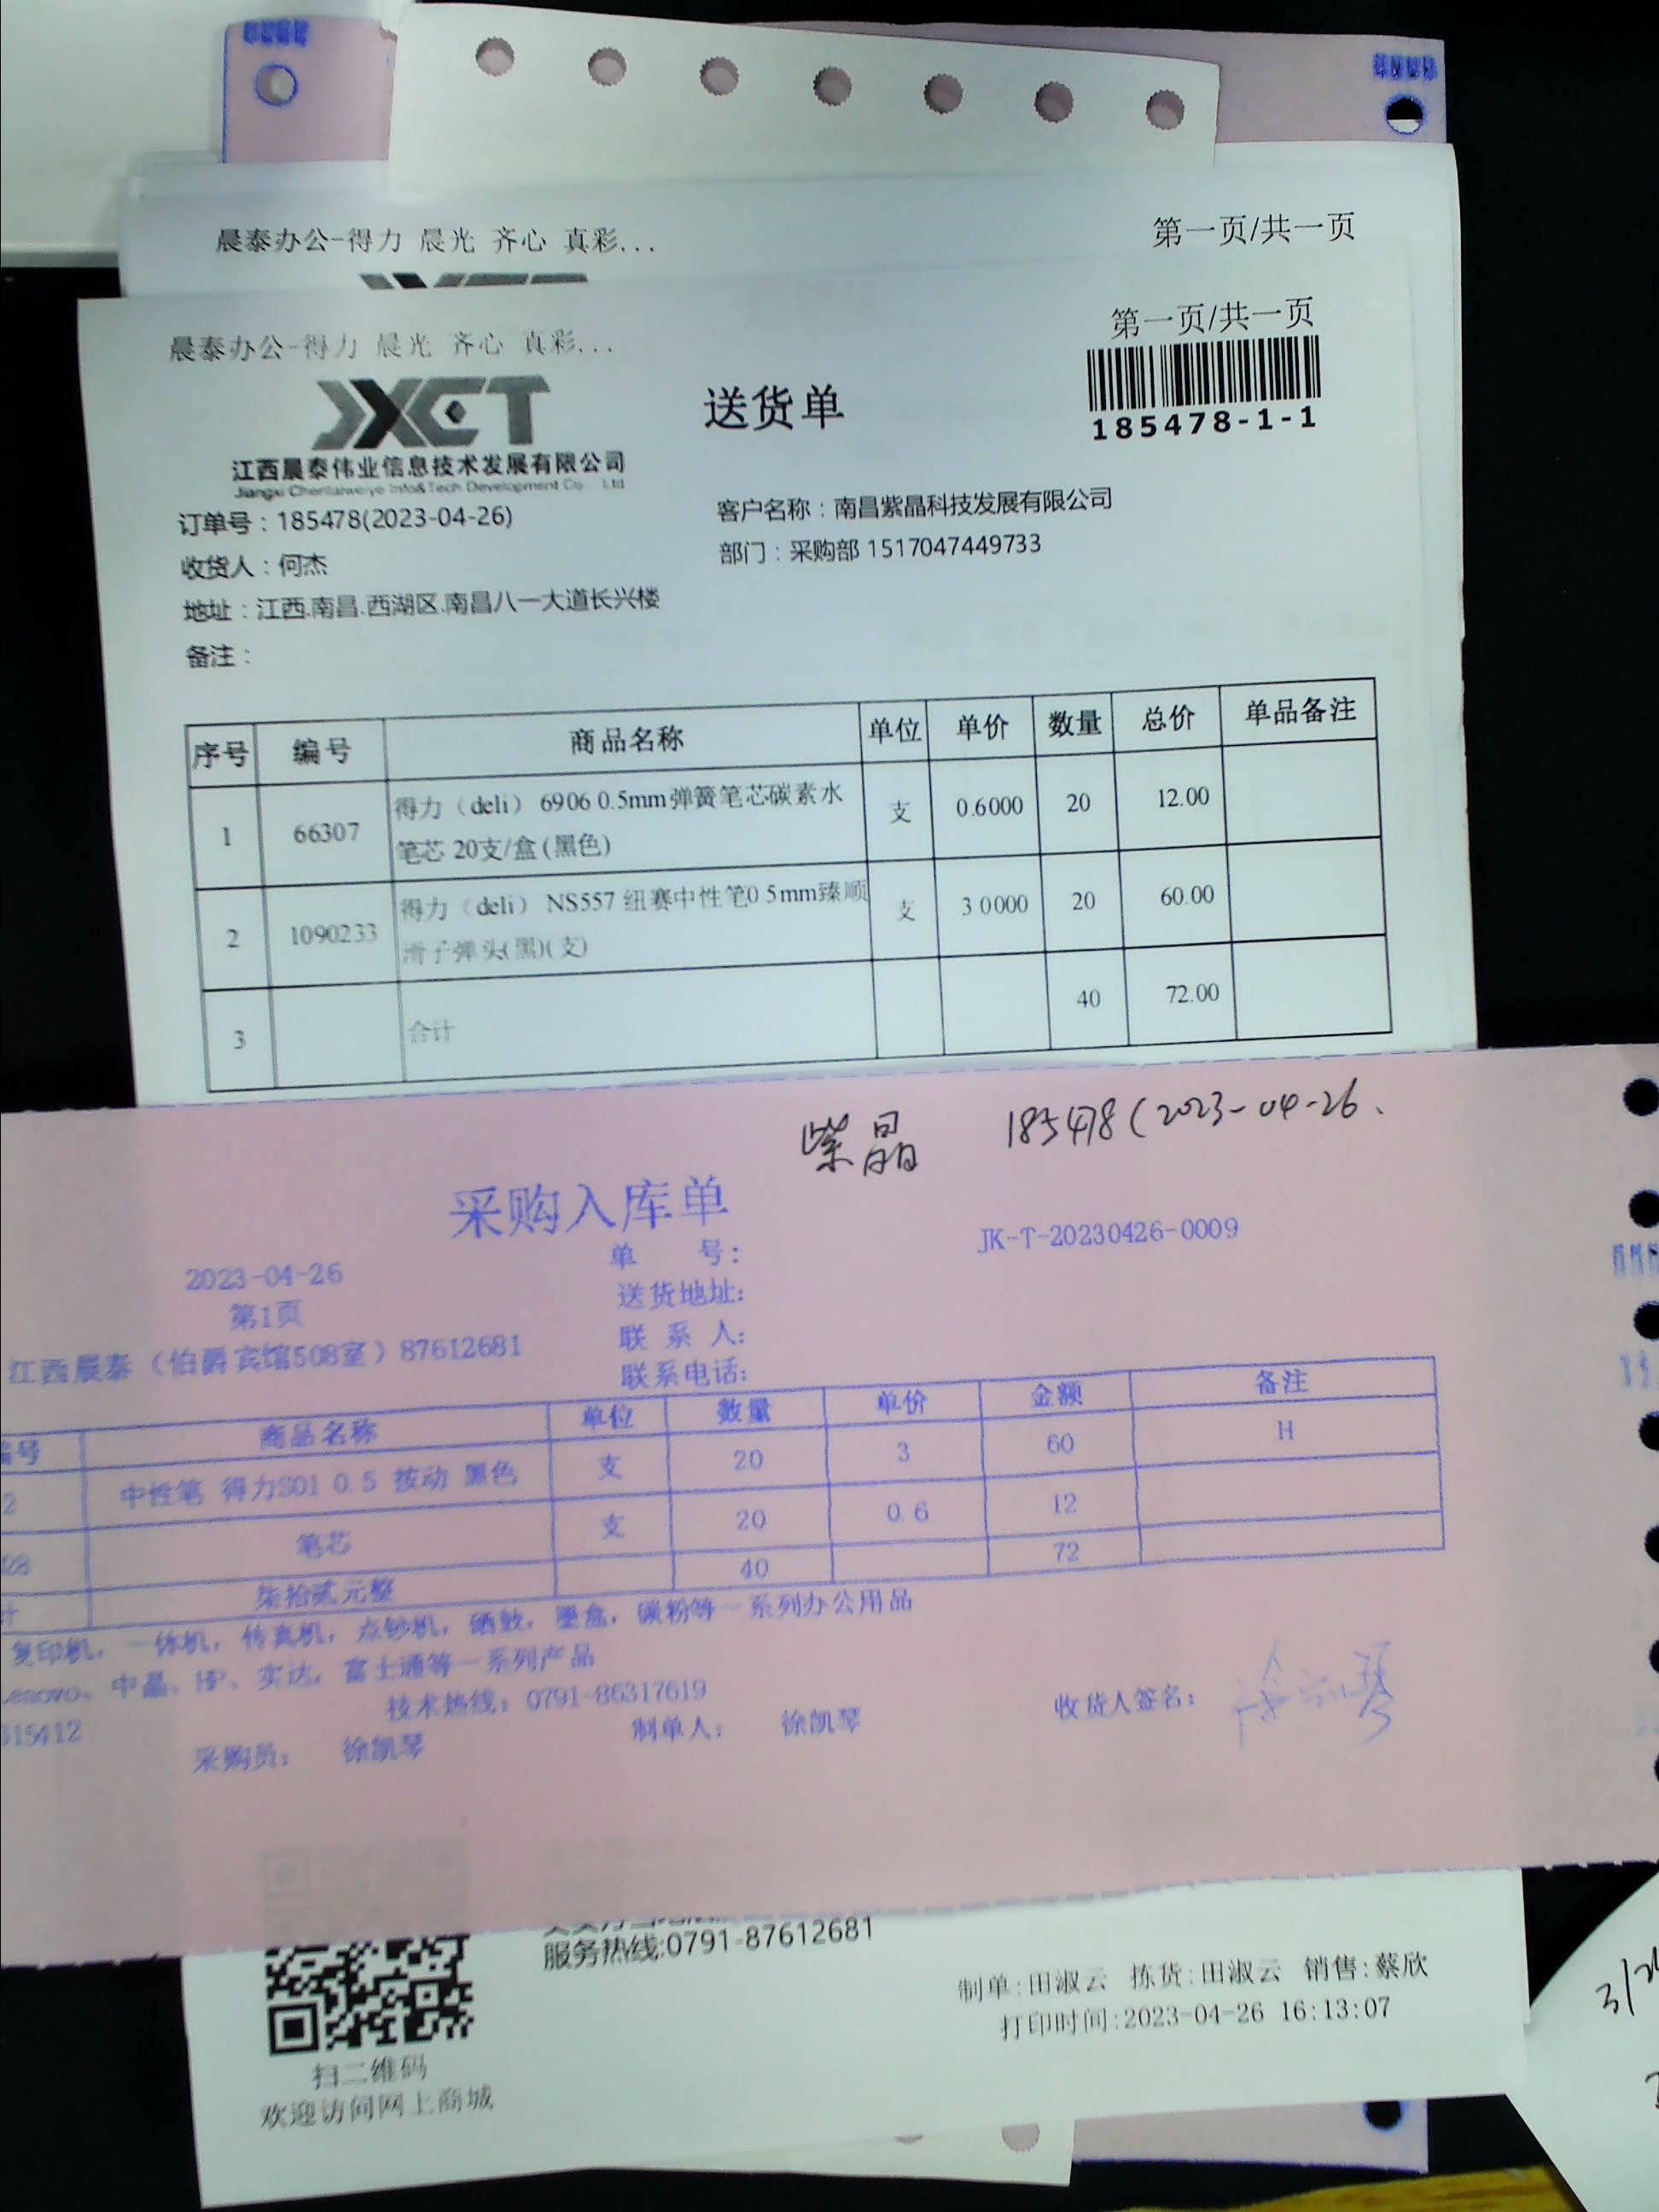 晨泰办公-得力 晨光 齐心 真彩...
第一页/共一页
晨泰办公-得力 晨光 齐心 真彩...
第一页/共一页
JXCT
送货单
185478-1-1
江西晨泰伟业信息技术发展有限公司
Jiangxi Chentaiweiye Info&Tech Development Co., Ltd
订单号：185478(2023-04-26)
客户名称：南昌紫晶科技发展有限公司
收货人：何杰
部门：采购部 1517047449733
地址：江西.南昌.西湖区.南昌八一大道长兴楼
备注：
序号 编号 商品名称 单位 单价 数量 总价 单品备注
1 66307 得力（deli） 6906 0.5mm弹簧笔芯碳素水 支 0.6000 20 12.00
笔芯 20支/盒(黑色)
2 1090233 得力（deli） NS557 纽赛中性笔0.5mm臻顺 支 3.0000 20 60.00
滑子弹头(黑)(支)
3 合计 40 72.00
紫晶 185478(2023-04-26.
采购入库单
单 号： JK-T-20230426-0009
2023-04-26
送货地址：
第1页
联 系 人：
江西晨泰（伯爵宾馆508室）87612681
联系电话：
编号 商品名称 单位 数量 单价 金额 备注
2 中性笔 得力S01 0.5 按动 黑色 支 20 3 60 H
28 笔芯 支 20 0.6 12
计 柒拾贰元整 40 72
复印机，一体机，传真机，点钞机，硒鼓，墨盒，碳粉等一系列办公用品
Lenovo、中晶、HP、实达，富士通等一系列产品
315412 技术热线：0791-86317619
采购员： 徐凯琴 制单人： 徐凯琴 收货人签名：
服务热线:0791-87612681
制单:田淑云 拣货:田淑云 销售:蔡欣
打印时间:2023-04-26 16:13:07
扫二维码
欢迎访问网上商城